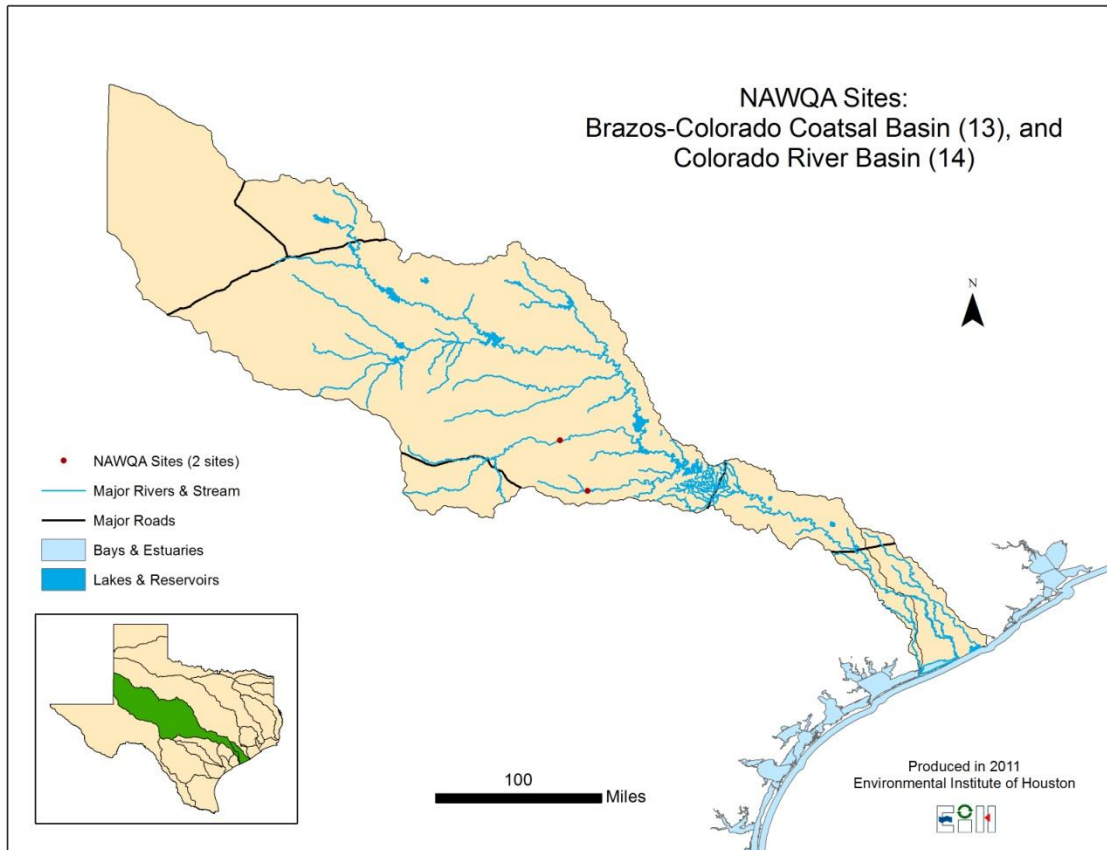 NAWQA Sites:
Brazos-Colorado Coatsal Basin (13), and
Colorado River Basin (14)
N
NAWQA Sites (2 sites)
Major Rivers & Stream
Major Roads
Bays & Estuaries
Lakes & Reservoirs
100
Miles
Produced in 2011
Environmental Institute of Houston
EIH